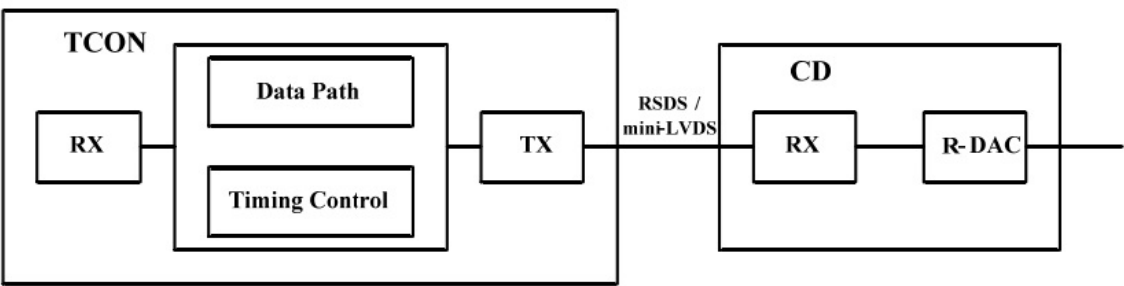 TCON
Data Path
RX
TX
Timing Control
RSDS /
mini-LVDS
CD
RX
R-DAC